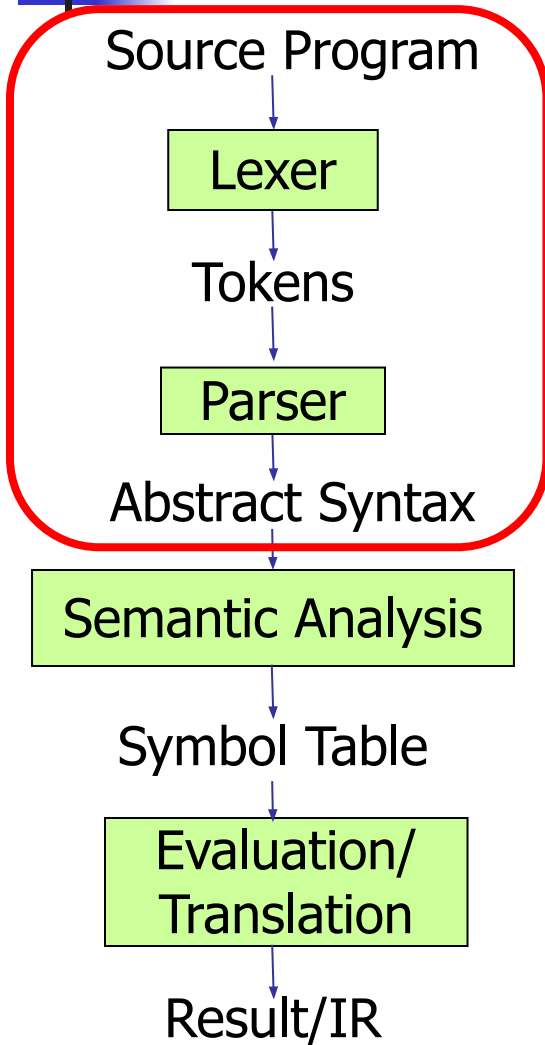 Source Program
Lexer
Tokens
Parser
Abstract Syntax
Semantic Analysis
Symbol Table
Evaluation/
Translation
Result/IR